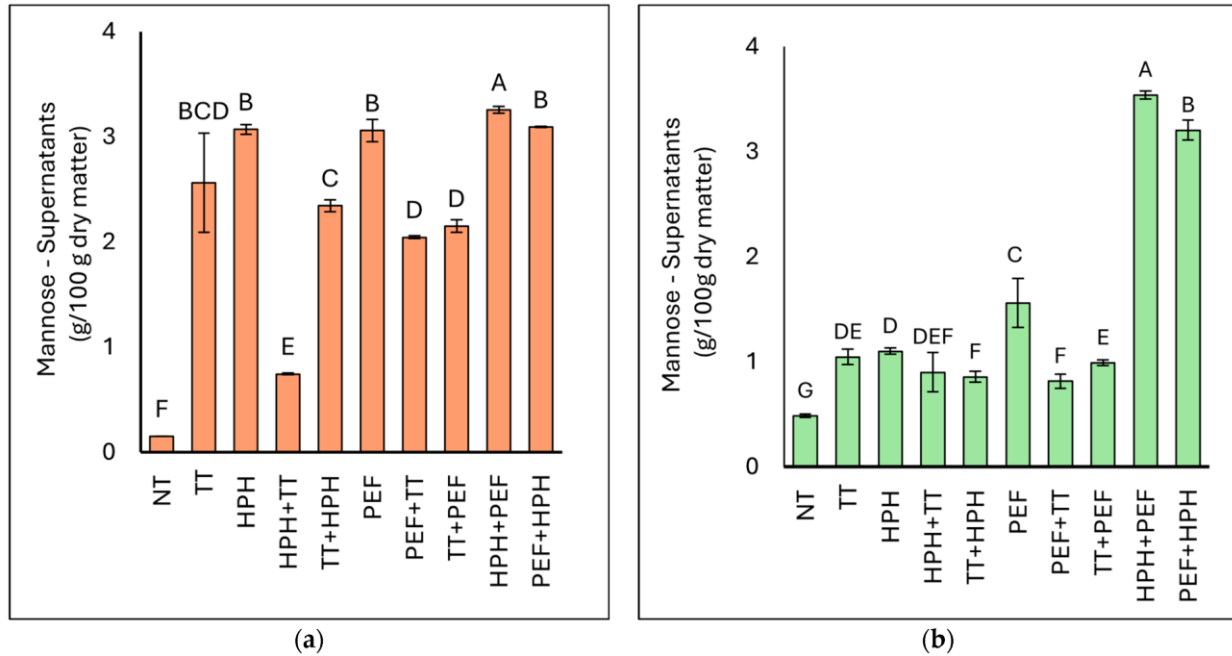 Mannose - Supernatants
(g/100 g dry matter)
4
3
2
1
0
F
BCD
B
E
C
B
D
D
A
B
NT
TT
HPH
HPH+TT
TT+HPH
PEF
PEF+TT
TT+PEF
HPH+PEF
PEF+HPH
(a)
Mannose - Supernatants
(g/100g dry matter)
4
3
2
1
0
G
DE
D
DEF
F
C
F
E
A
B
NT
TT
HPH
HPH+TT
TT+HPH
PEF
PEF+TT
TT+PEF
HPH+PEF
PEF+HPH
(b)